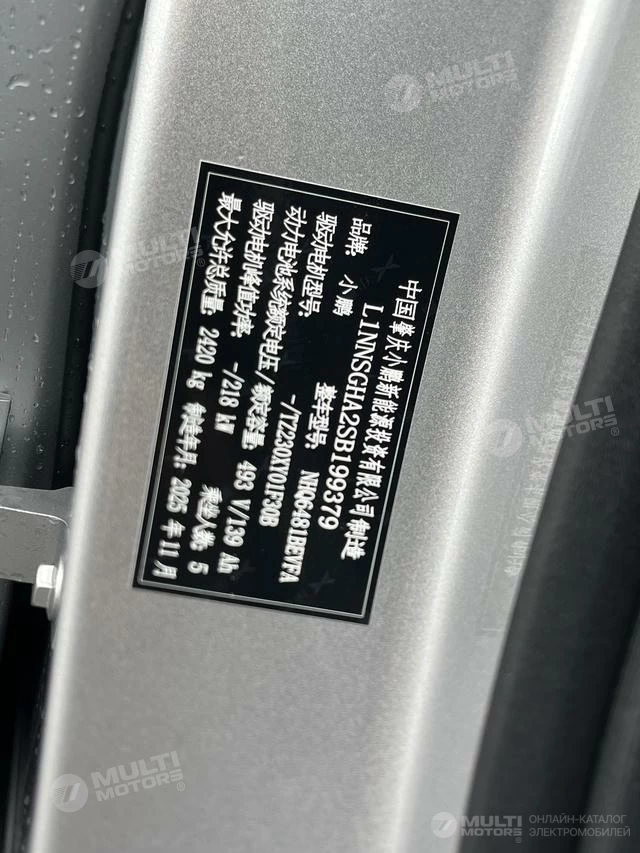 中国肇庆小鹏新能源投资有限公司制造
L1NNSGHA2SB199379
品牌: 小鹏 整车型号: NHQ6481BEVFA
驱动电机型号: -/TZ230XY01F30B
动力电池系统额定电压/额定容量: 493 V/139 Ah
驱动电机峰值功率: -/218 kW 乘坐人数: 5
最大允许总质量: 2420 kg 制造年月: 2025 年 11 月
MULTI MOTORS
MULTI MOTORS
MULTI MOTORS
MULTI MOTORS
MULTI MOTORS
ОНЛАЙН-КАТАЛОГ
ЭЛЕКТРОМОБИЛЕЙ